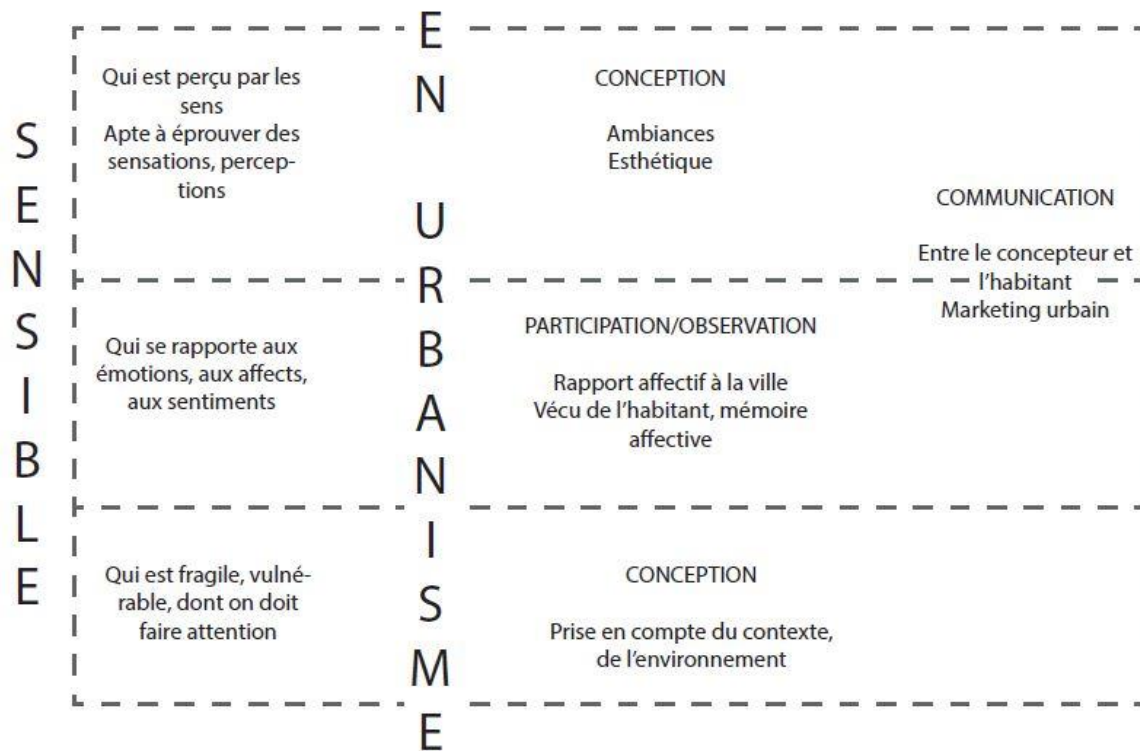 SENSIBLE
EN URBANISME
Qui est perçu par les
sens
Apte à éprouver des
sensations, percep-
tions
CONCEPTION
Ambiances
Esthétique
COMMUNICATION
Entre le concepteur et
l'habitant
Marketing urbain
Qui se rapporte aux
émotions, aux affects,
aux sentiments
PARTICIPATION/OBSERVATION
Rapport affectif à la ville
Vécu de l'habitant, mémoire
affective
Qui est fragile, vulné-
rable, dont on doit
faire attention
CONCEPTION
Prise en compte du contexte,
de l'environnement